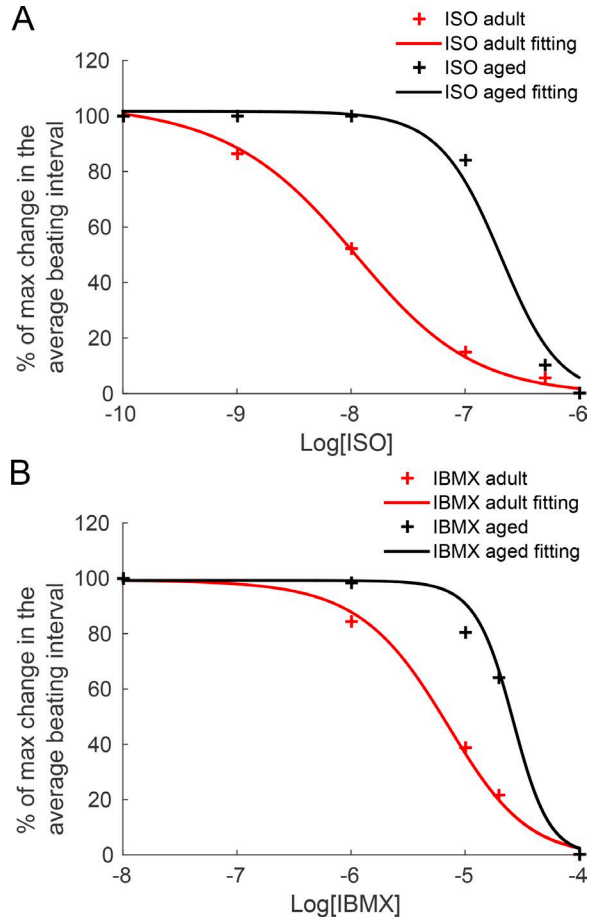 A
ISO adult
ISO adult fitting
ISO aged
ISO aged fitting
% of max change in the
average beating interval
120
100
80
60
40
20
0
-10
-9
-8
-7
-6
Log[ISO]
B
IBMX adult
IBMX adult fitting
IBMX aged
IBMX aged fitting
% of max change in the
average beating interval
120
100
80
60
40
20
0
-8
-7
-6
-5
-4
Log[IBMX]